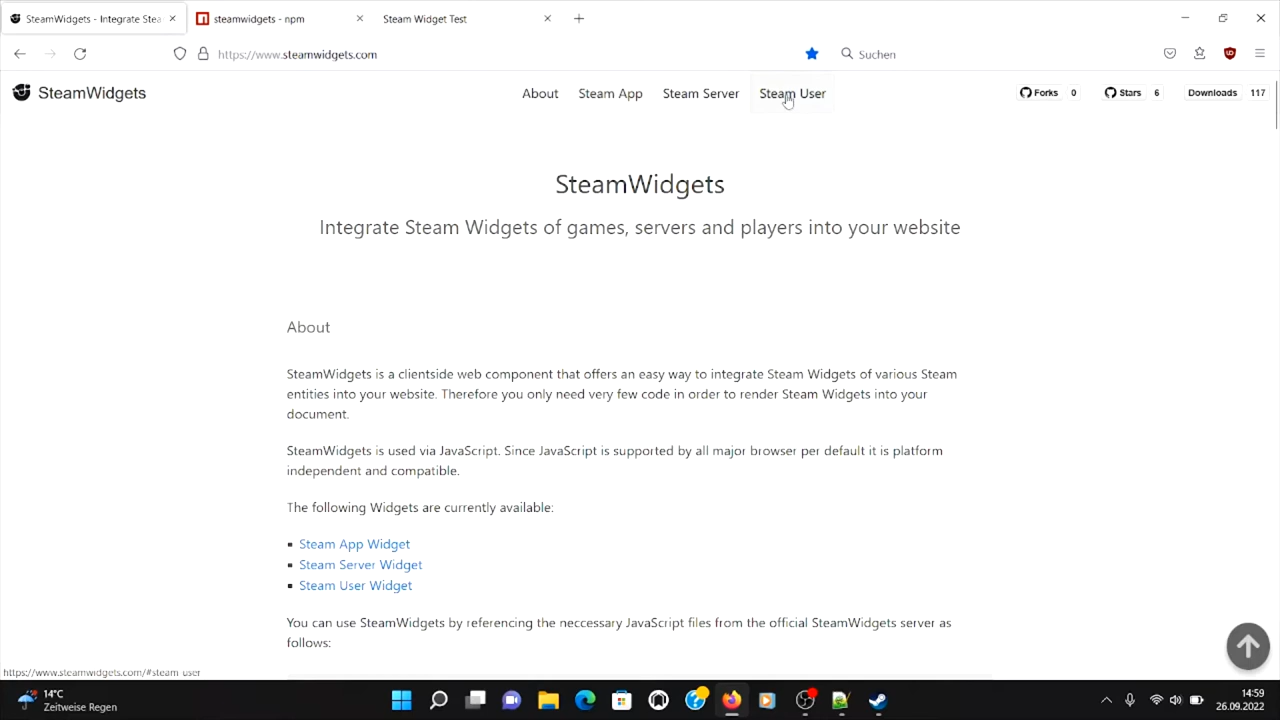 SteamWidgets - Integrate Stea
steamwidgets - npm
Steam Widget Test
https://www.steamwidgets.com
Suchen
SteamWidgets
About
Steam App
Steam Server
Steam User
Forks 0
Stars 6
Downloads 117
SteamWidgets
Integrate Steam Widgets of games, servers and players into your website
About
SteamWidgets is a clientside web component that offers an easy way to integrate Steam Widgets of various Steam
entities into your website. Therefore you only need very few code in order to render Steam Widgets into your
document.
SteamWidgets is used via JavaScript. Since JavaScript is supported by all major browser per default it is platform
independent and compatible.
The following Widgets are currently available:
Steam App Widget
Steam Server Widget
Steam User Widget
You can use SteamWidgets by referencing the neccessary JavaScript files from the official SteamWidgets server as
follows:
https://www.steamwidgets.com/#steam-user
14°C
Zeitweise Regen
14:59
26.09.2022